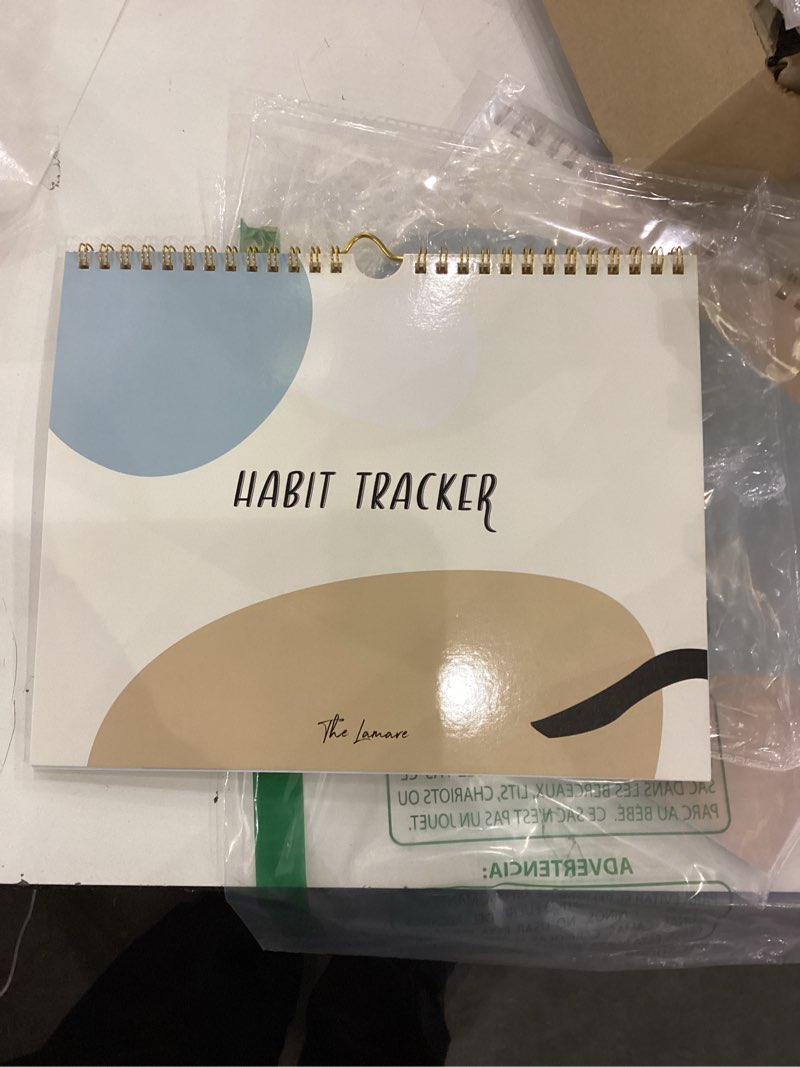 HABIT TRACKER
The Lamare
SAC DANS LES BERCEAUX, LITS, CHARIOTS OU
PARC AU BÉBÉ. CE SAC N'EST PAS UN JOUET.
ADVERTENCIA: